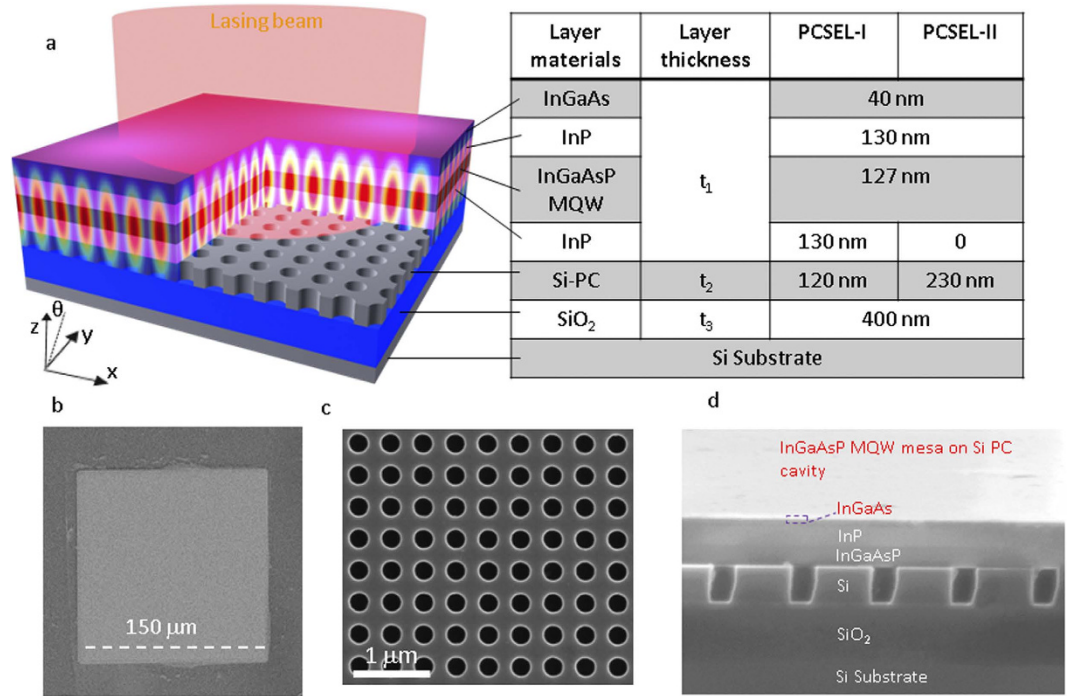 a
Lasing beam
θ
z
y
x
Layer materials Layer thickness PCSEL-I PCSEL-II
InGaAs 40 nm
InP 130 nm
InGaAsP MQW t₁ 127 nm
InP 130 nm 0
Si-PC t₂ 120 nm 230 nm
SiO₂ t₃ 400 nm
Si Substrate
b
150 μm
c
1 μm
d
InGaAsP MQW mesa on Si PC
cavity
InGaAs
InP
InGaAsP
Si
SiO₂
Si Substrate